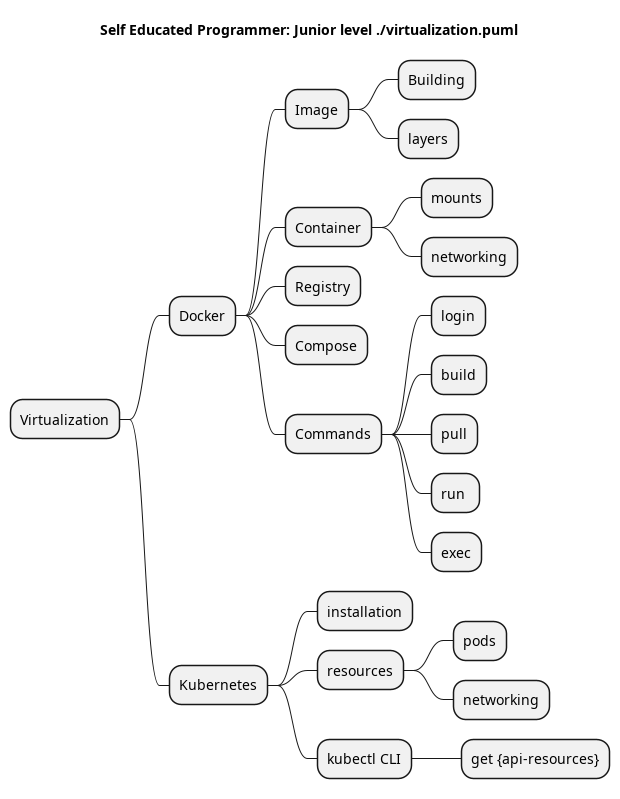 Self Educated Programmer: Junior level ./virtualization.puml
Virtualization
Docker
Image
Building
layers
Container
mounts
networking
Registry
Compose
Commands
login
build
pull
run
exec
Kubernetes
installation
resources
pods
networking
kubectl CLI
get {api-resources}